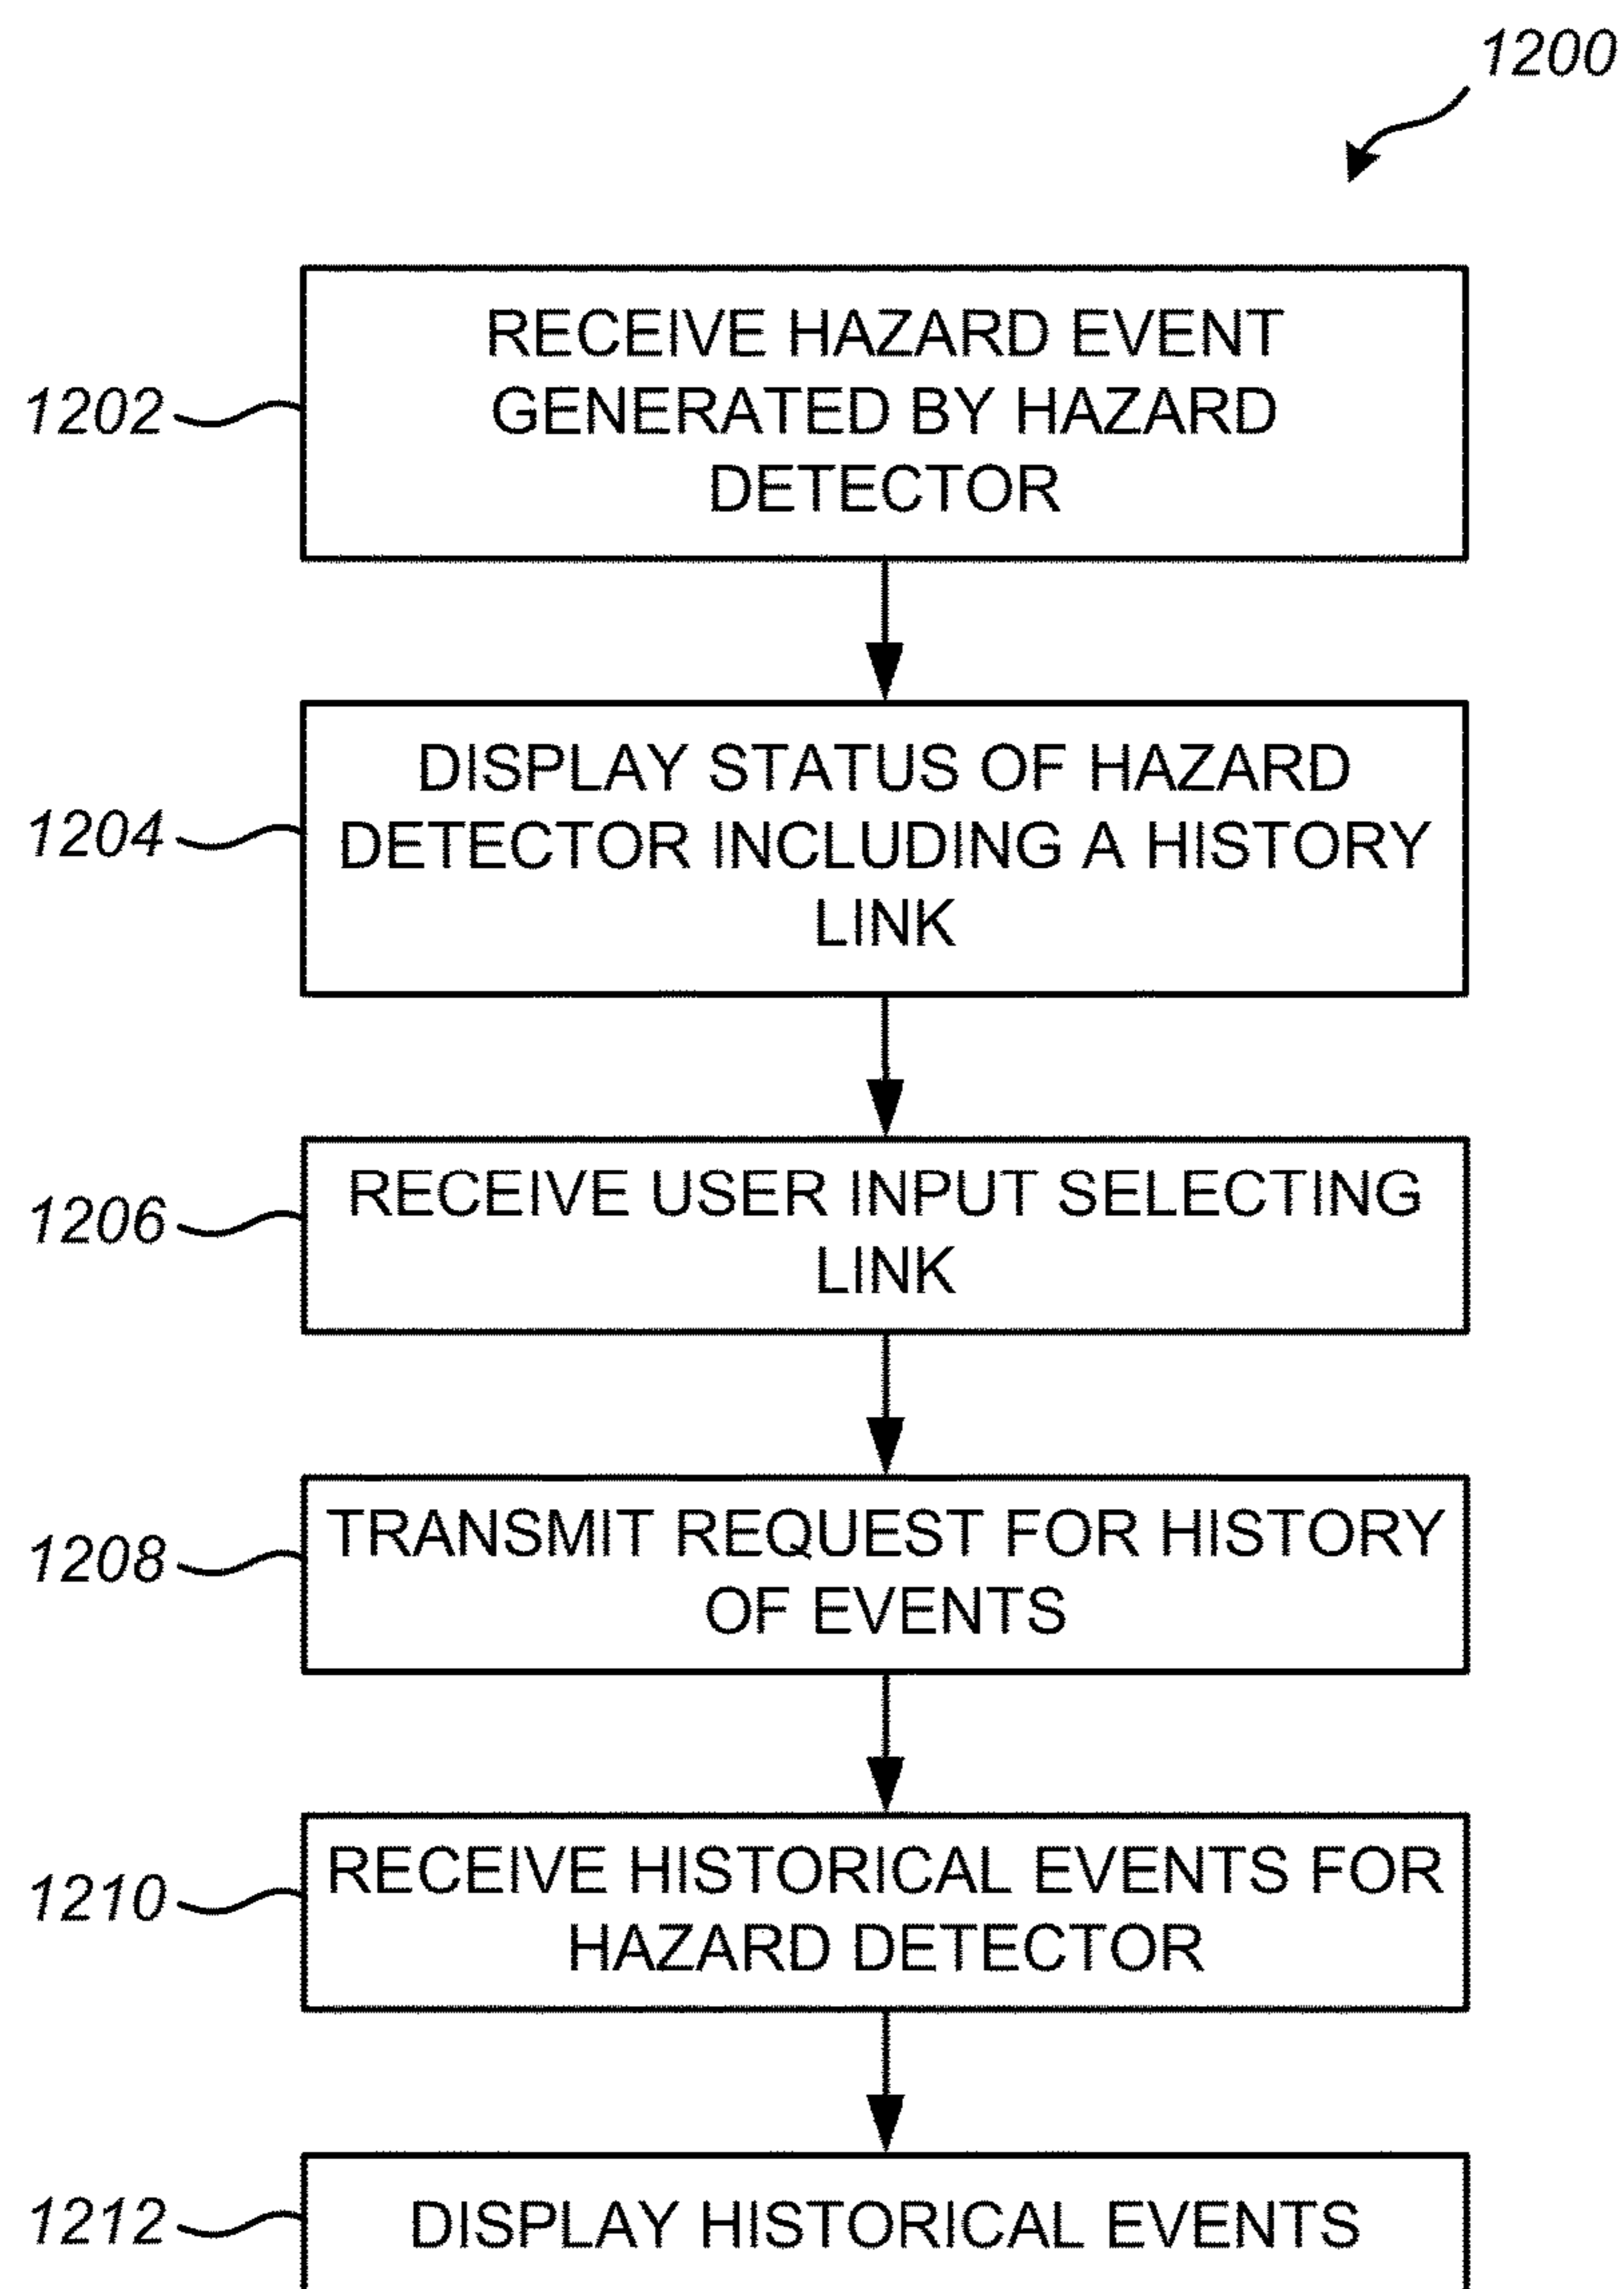 1200
RECEIVE HAZARD EVENT
GENERATED BY HAZARD
DETECTOR
1202
DISPLAY STATUS OF HAZARD
DETECTOR INCLUDING A HISTORY
LINK
1204
RECEIVE USER INPUT SELECTING
LINK
1206
TRANSMIT REQUEST FOR HISTORY
OF EVENTS
1208
RECEIVE HISTORICAL EVENTS FOR
HAZARD DETECTOR
1210
DISPLAY HISTORICAL EVENTS
1212